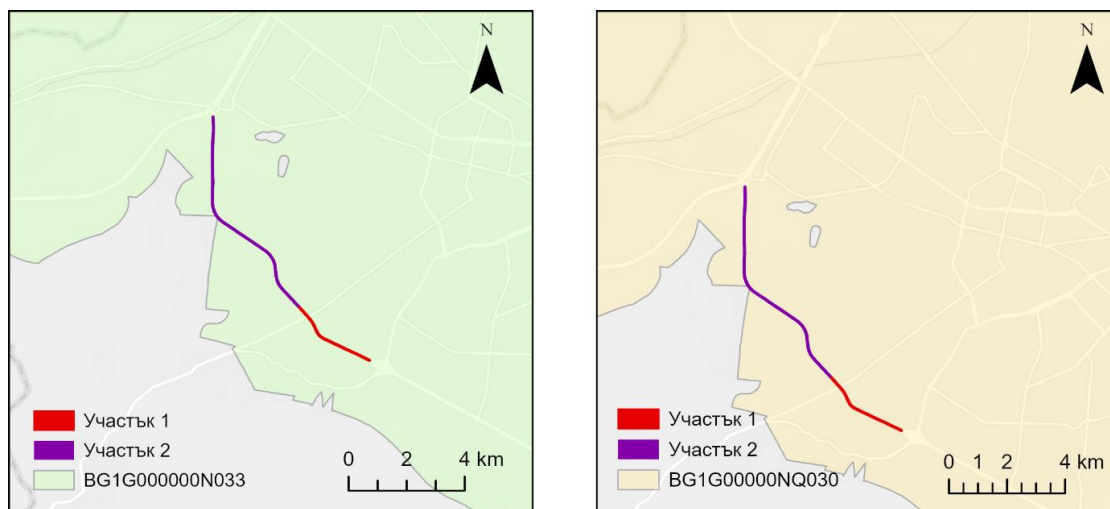 N
Участък 1
Участък 2
BG1G000000N033
0 2 4 km
N
Участък 1
Участък 2
BG1G00000NQ030
0 1 2 4 km